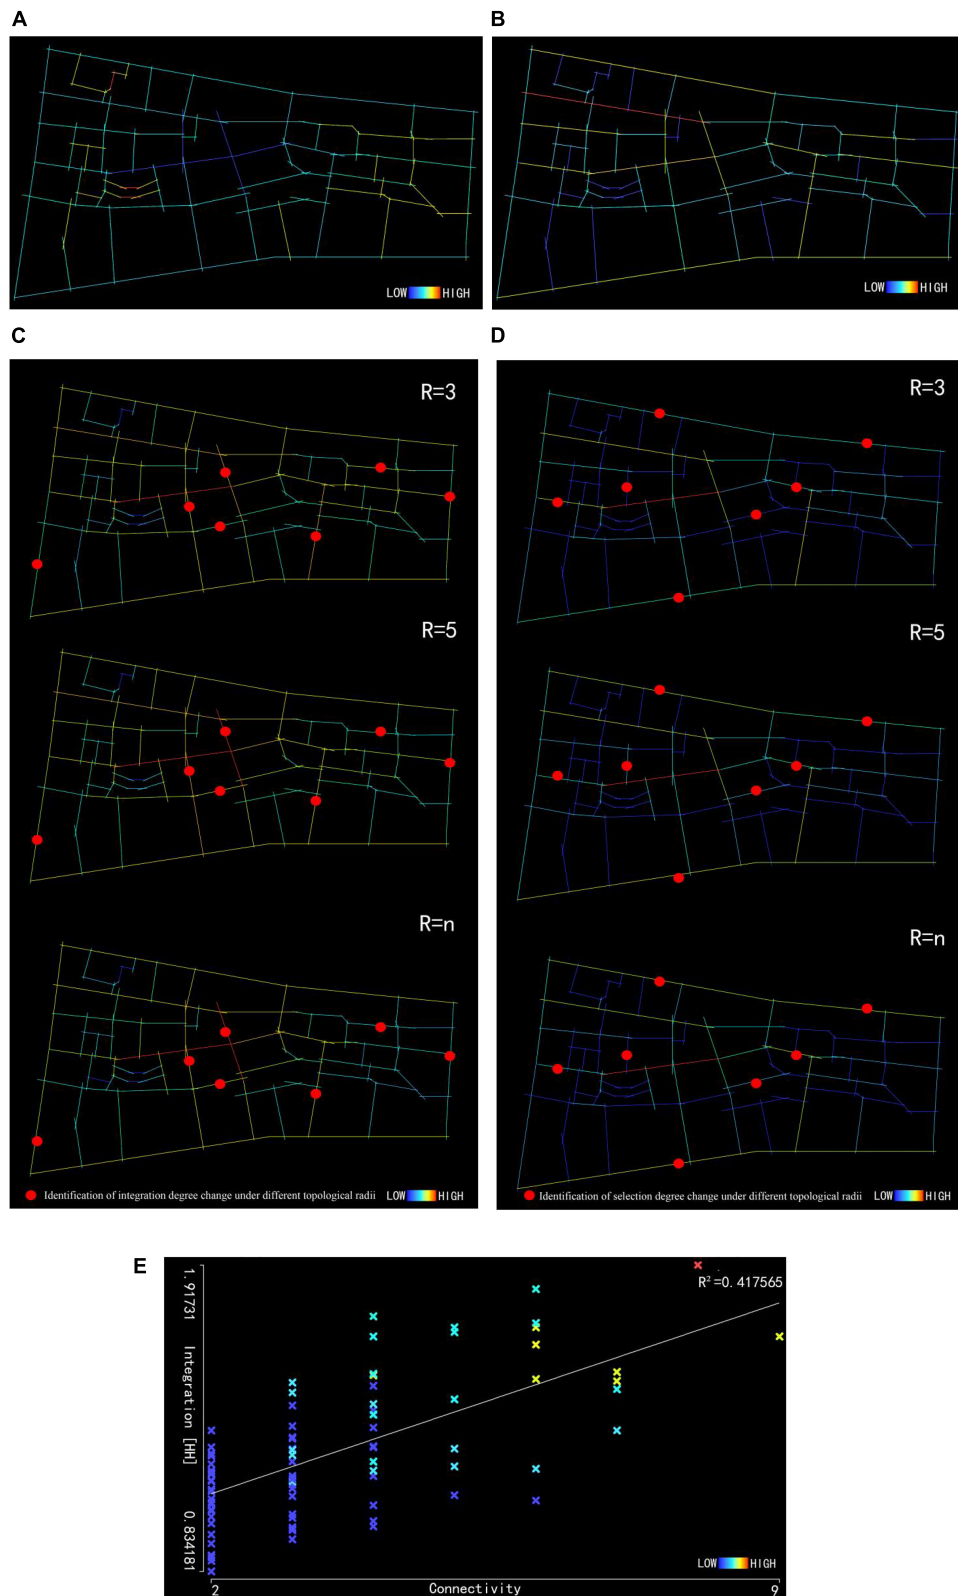 A
B
LOW HIGH
LOW HIGH
C
D
R=3
R=3
R=5
R=5
R=n
R=n
Identification of integration degree change under different topological radii LOW HIGH
Identification of selection degree change under different topological radii LOW HIGH
E
1.91731
R²=0.417565
Integration [HH]
0.834181
LOW HIGH
2
Connectivity
9